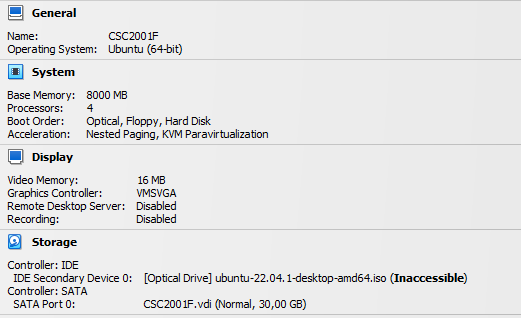 General
Name: CSC2001F
Operating System: Ubuntu (64-bit)
System
Base Memory: 8000 MB
Processors: 4
Boot Order: Optical, Floppy, Hard Disk
Acceleration: Nested Paging, KVM Paravirtualization
Display
Video Memory: 16 MB
Graphics Controller: VMSVGA
Remote Desktop Server: Disabled
Recording: Disabled
Storage
Controller: IDE
IDE Secondary Device 0: [Optical Drive] ubuntu-22.04.1-desktop-amd64.iso (Inaccessible)
Controller: SATA
SATA Port 0: CSC2001F.vdi (Normal, 30,00 GB)